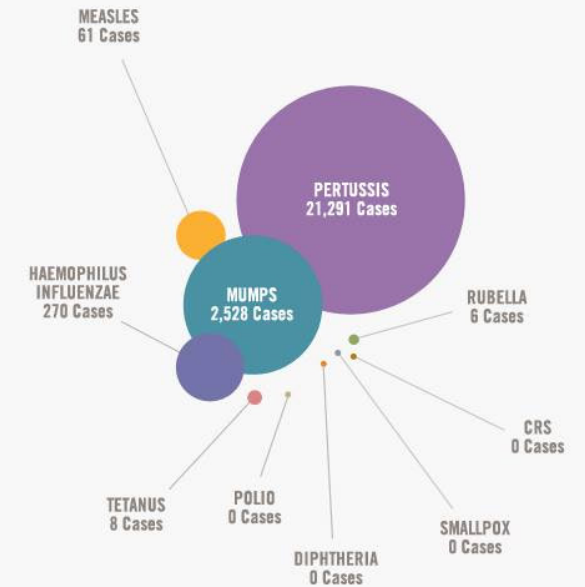 MEASLES
61 Cases
PERTUSSIS
21,291 Cases
HAEMOPHILUS
INFLUENZAE
270 Cases
MUMPS
2,528 Cases
RUBELLA
6 Cases
CRS
0 Cases
TETANUS
8 Cases
POLIO
0 Cases
SMALLPOX
0 Cases
DIPHTHERIA
0 Cases